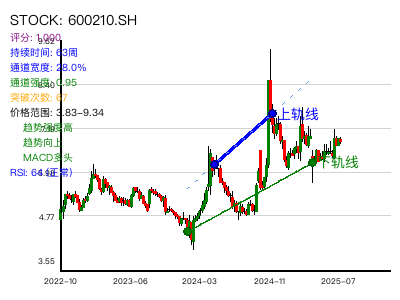 STOCK: 600210.SH
评分: 1.000
9.62
持续时间: 63周
通道宽度: 28.0%
通道强度: 0.95
8.40
突破次数: 67
价格范围: 3.83–9.34
趋势强度高
趋势向上
MACD多头
RSI: 64 (正常)
上轨线
下轨线
4.77
3.55
2022–10
2023–06
2024–03
2024–11
2025–07